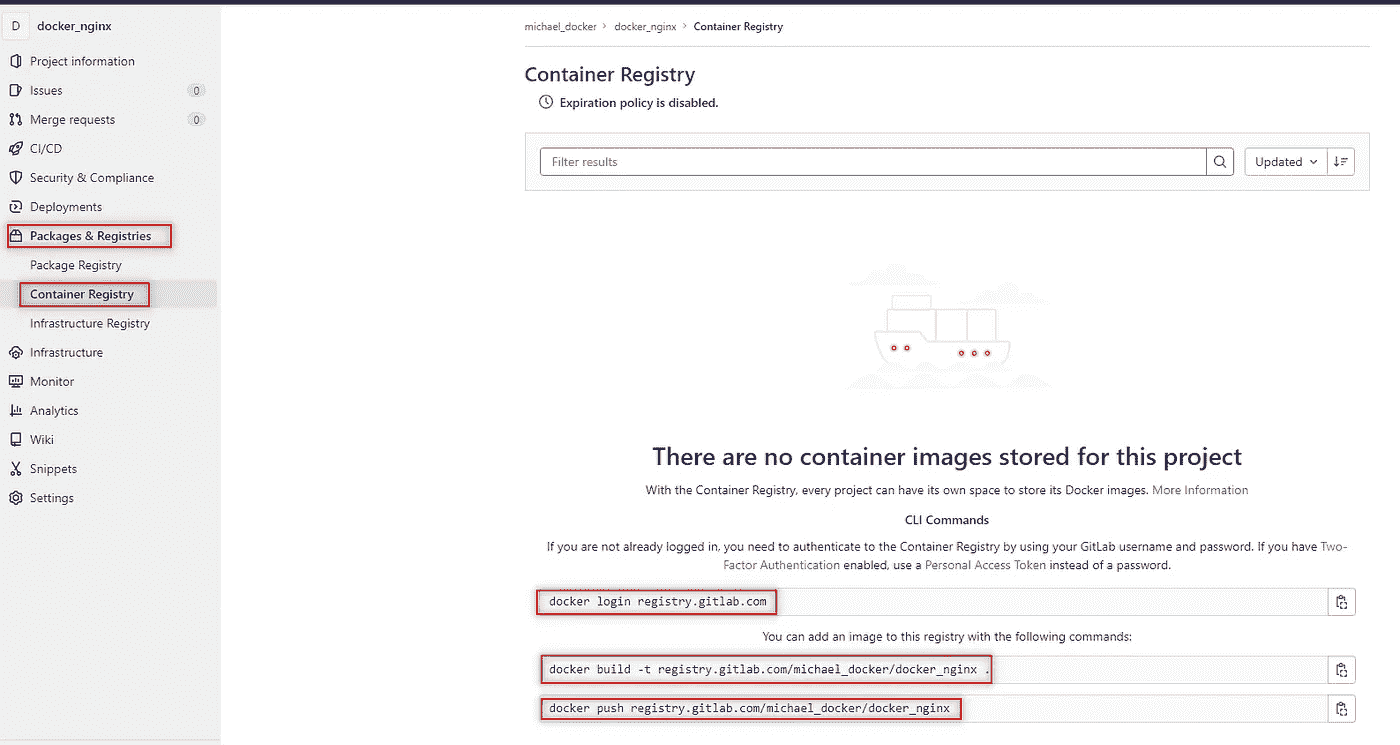 D docker_nginx
Project information
Issues 0
Merge requests 0
CI/CD
Security & Compliance
Deployments
Packages & Registries
Package Registry
Container Registry
Infrastructure Registry
Infrastructure
Monitor
Analytics
Wiki
Snippets
Settings
michael_docker > docker_nginx > Container Registry
Container Registry
Expiration policy is disabled.
Filter results
Updated
There are no container images stored for this project
With the Container Registry, every project can have its own space to store its Docker images. More Information
CLI Commands
If you are not already logged in, you need to authenticate to the Container Registry by using your GitLab username and password. If you have Two-
Factor Authentication enabled, use a Personal Access Token instead of a password.
docker login registry.gitlab.com
You can add an image to this registry with the following commands:
docker build -t registry.gitlab.com/michael_docker/docker_nginx .
docker push registry.gitlab.com/michael_docker/docker_nginx